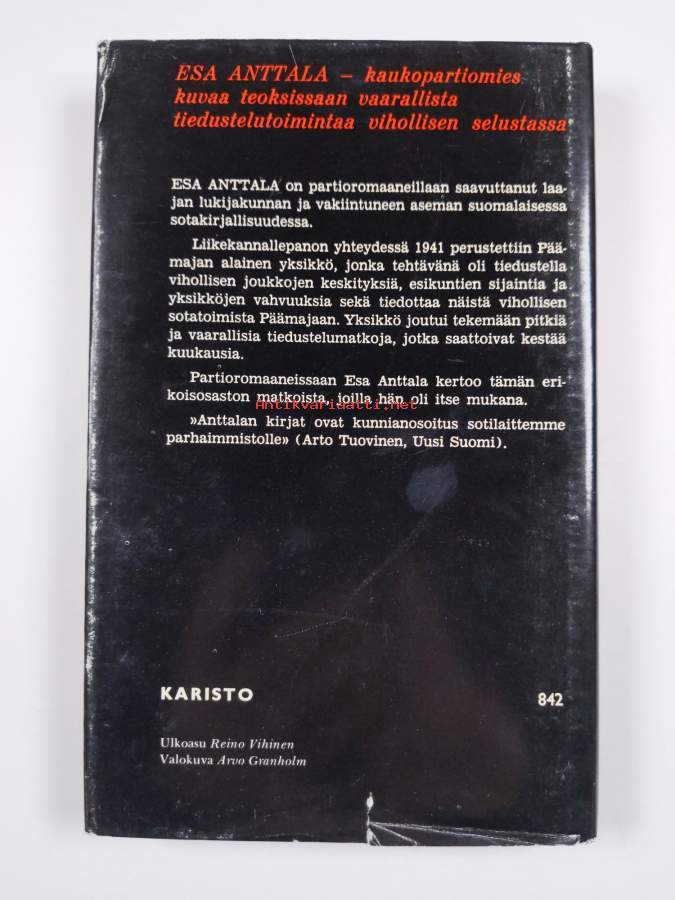 ESA ANTTALA – kaukopartiomies
kuvaa teoksissaan vaarallista
tiedustelutoimintaa vihollisen selustassa
ESA ANTTALA on partioromaaneillaan saavuttanut laa-
jan lukijakunnan ja vakiintuneen aseman suomalaisessa
sotakirjallisuudessa.
Liikekannallepanon yhteydessä 1941 perustettiin Pää-
majan alainen yksikkö, jonka tehtävänä oli tiedustella
vihollisen joukkojen keskityksiä, esikuntien sijaintia ja
yksikköjen vahvuuksia sekä tiedottaa näistä vihollisen
sotatoimista Päämajaan. Yksikkö joutui tekemään pitkiä
ja vaarallisia tiedustelumatkoja, jotka saattoivat kestää
kuukausia.
Partioromaaneissaan Esa Anttala kertoo tämän eri-
koisosaston matkoista, joilla hän oli itse mukana.
Antikvariaatti.net
»Anttalan kirjat ovat kunnianosoitus sotilaittemme
parhaimmistolle» (Arto Tuovinen, Uusi Suomi).
KARISTO
842
Ulkoasu Reino Vihinen
Valokuva Arvo Granholm